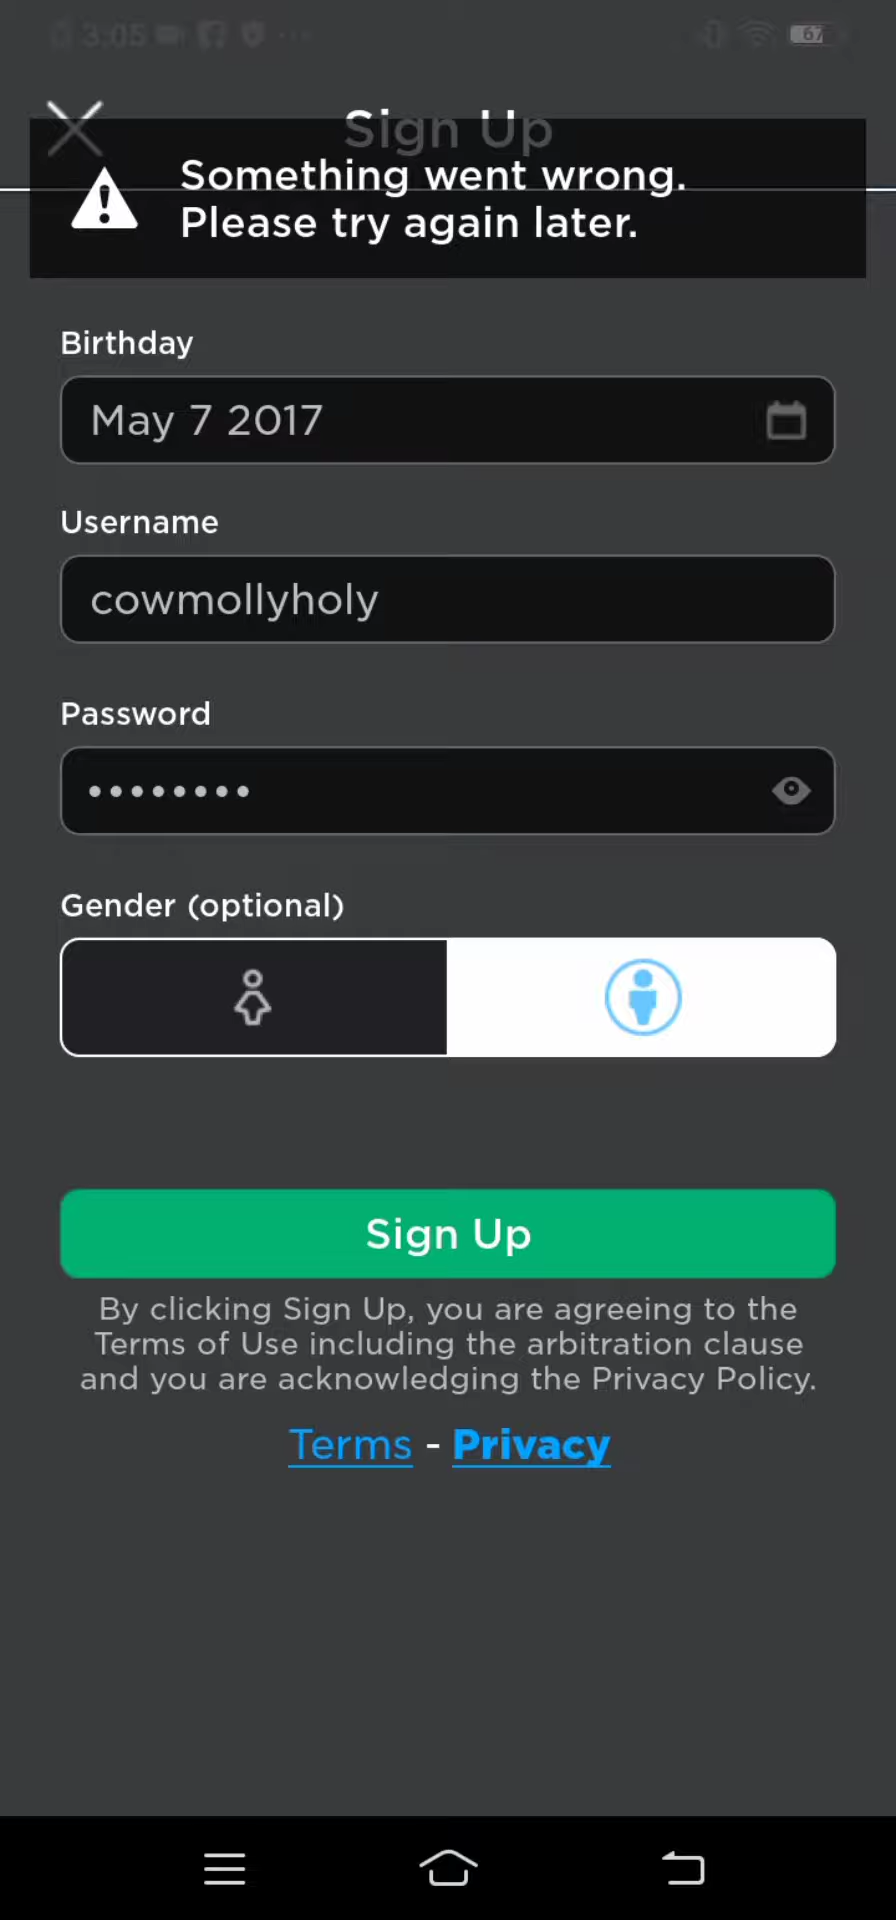 3:05
67
Sign Up
Something went wrong.
Please try again later.
Birthday
May 7 2017
Username
cowmollyholy
Password
••••••••
Gender (optional)
Sign Up
By clicking Sign Up, you are agreeing to the
Terms of Use including the arbitration clause
and you are acknowledging the Privacy Policy.
Terms - Privacy